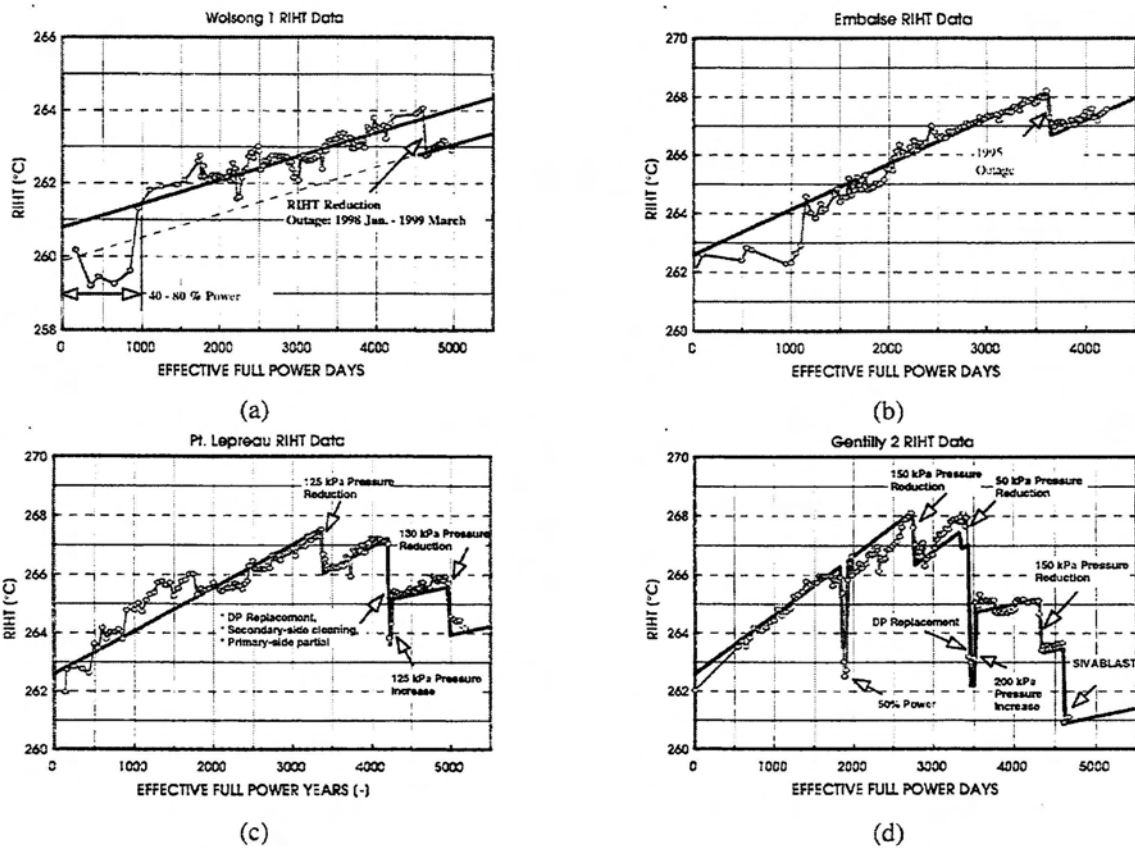 Wolsong 1 RIHT Data
266
264
262
260
258
RIHT (°C)
RIHT Reduction
Outage: 1998 Jun. - 1999 March
40 - 80 % Power
0
1000
2000
3000
4000
5000
EFFECTIVE FULL POWER DAYS
(a)
Embalse RIHT Data
270
268
266
264
262
260
RIHT (°C)
1995
Outage
0
1000
2000
3000
4000
EFFECTIVE FULL POWER DAYS
(b)
Pt. Lepreau RIHT Data
270
268
266
264
262
260
RIHT (°C)
125 kPa Pressure
Reduction
130 kPa Pressure
Reduction
* DP Replacement,
Secondary-side cleaning,
* Primary-side partial
125 kPa Pressure
Increase
0
1000
2000
3000
4000
5000
EFFECTIVE FULL POWER YEARS (-)
(c)
Gentilly 2 RIHT Data
270
268
266
264
262
260
RIHT (°C)
150 kPa Pressure
Reduction
50 kPa Pressure
Reduction
150 kPa Pressure
Reduction
DP Replacement
SIVABLAST
50% Power
200 kPa
Pressure
Increase
0
1000
2000
3000
4000
5000
EFFECTIVE FULL POWER DAYS
(d)